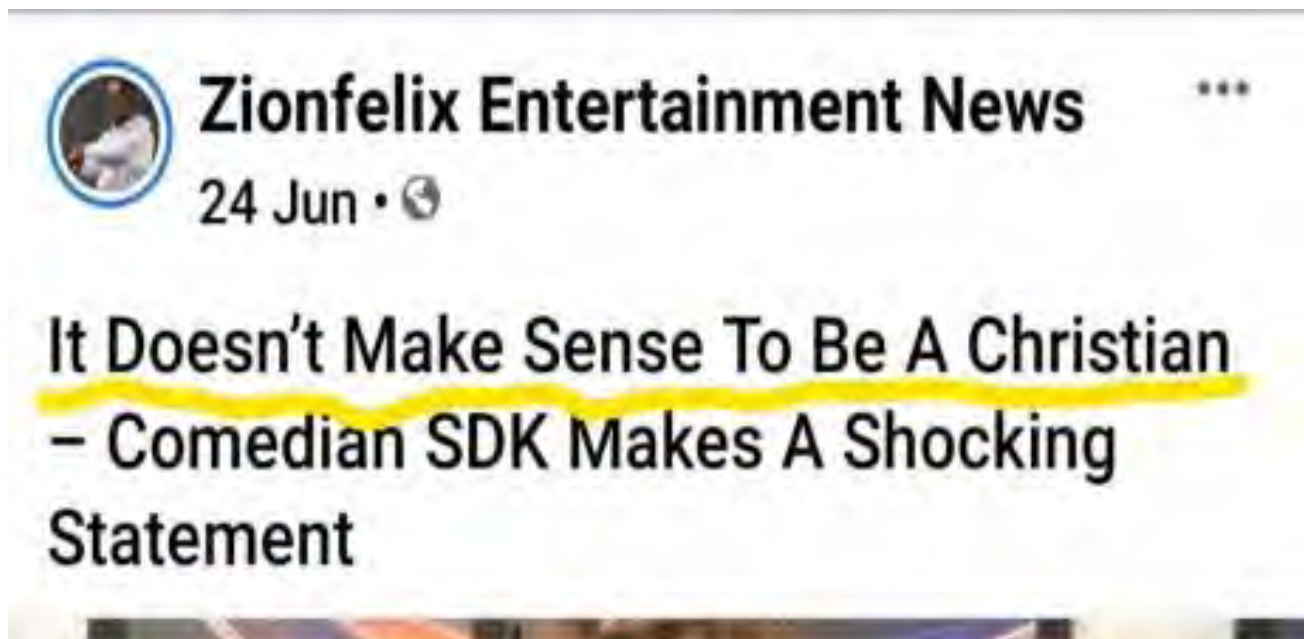 Zionfelix Entertainment News
24 Jun •
It Doesn’t Make Sense To Be A Christian
– Comedian SDK Makes A Shocking
Statement